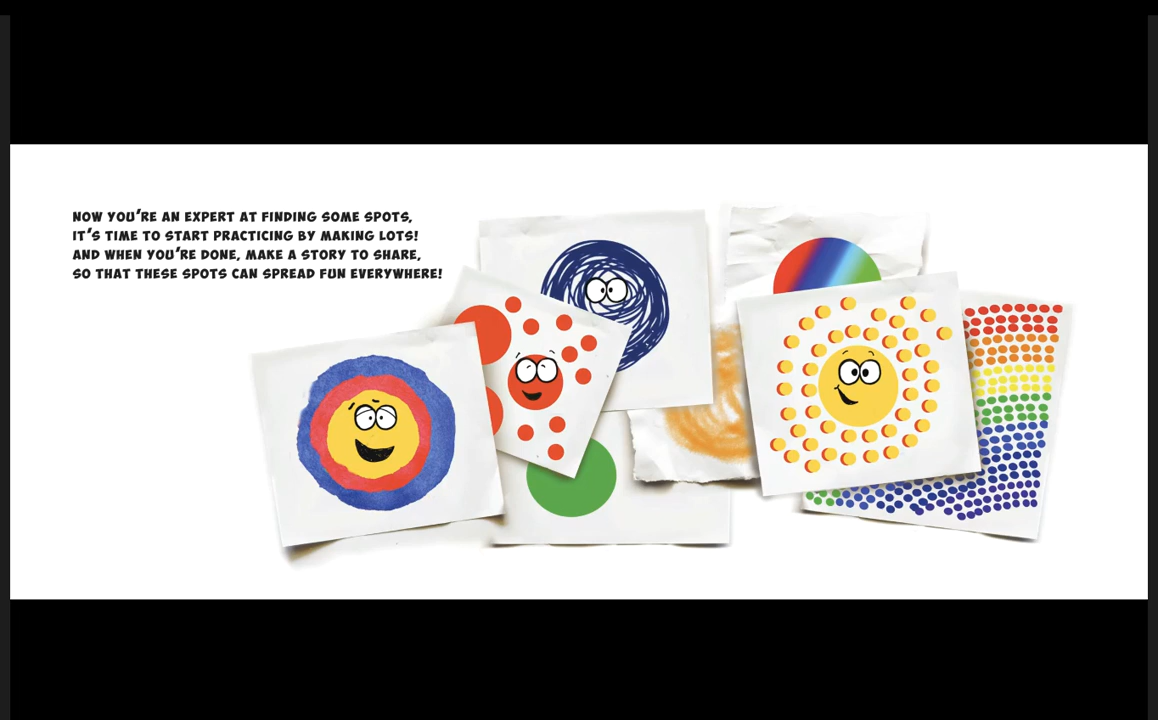 NOW YOU'RE AN EXPERT AT FINDING SOME SPOTS,
IT'S TIME TO START PRACTICING BY MAKING LOTS!
AND WHEN YOU'RE DONE, MAKE A STORY TO SHARE,
SO THAT THESE SPOTS CAN SPREAD FUN EVERYWHERE!